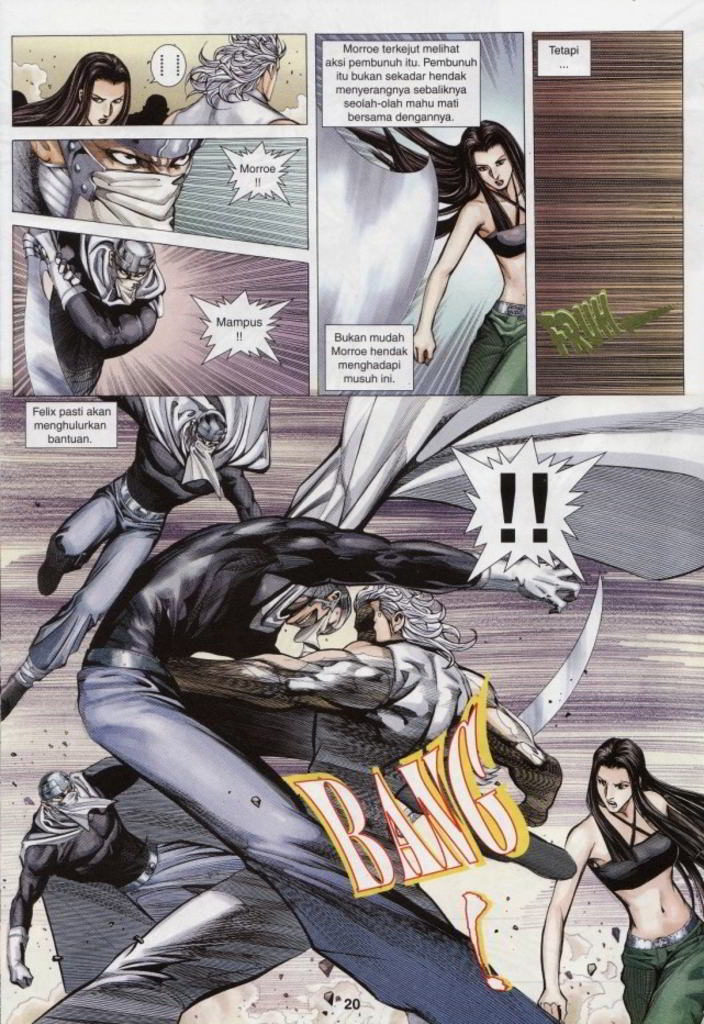 ......
Morroe
!!
Mampus
!!
Morroe terkejut melihat
aksi pembunuh itu. Pembunuh
itu bukan sekadar hendak
menyerangnya sebaliknya
seolah-olah mahu mati
bersama dengannya.
Bukan mudah
Morroe hendak
menghadapi
musuh ini.
Tetapi
...
Felix pasti akan
menghulurkan
bantuan.
!!
BANG
!
20